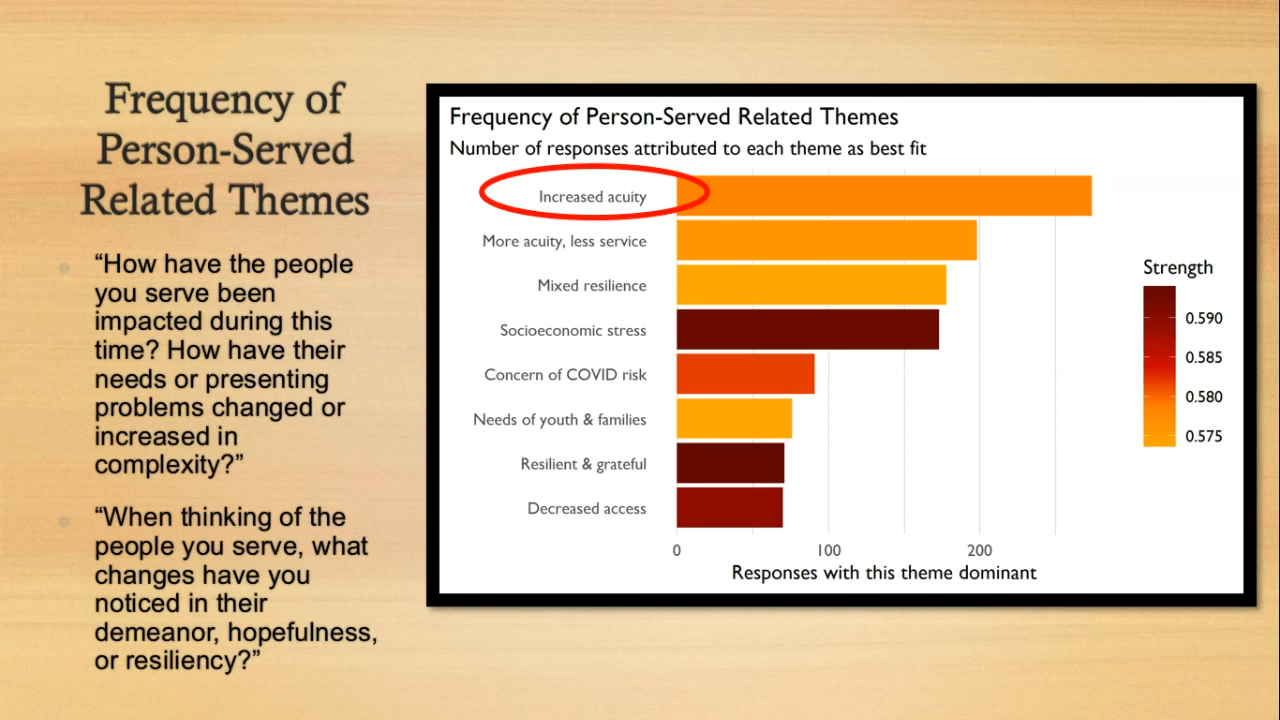 Frequency of
Person-Served
Related Themes
“How have the people
you serve been
impacted during this
time? How have their
needs or presenting
problems changed or
increased in
complexity?”
“When thinking of the
people you serve, what
changes have you
noticed in their
demeanor, hopefulness,
or resiliency?”
Frequency of Person-Served Related Themes
Number of responses attributed to each theme as best fit
Increased acuity
More acuity, less service
Mixed resilience
Socioeconomic stress
Concern of COVID risk
Needs of youth & families
Resilient & grateful
Decreased access
0 100 200
Responses with this theme dominant
Strength
0.590
0.585
0.580
0.575